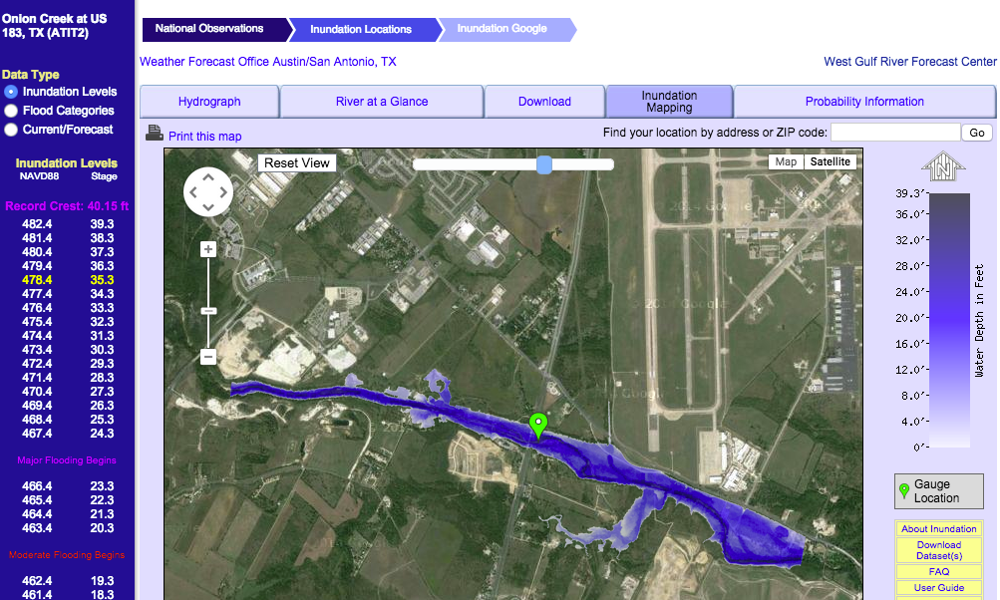 Onion Creek at US
183, TX (ATIT2)
National Observations
Inundation Locations
Inundation Google
Weather Forecast Office Austin/San Antonio, TX
West Gulf River Forecast Center
Data Type
Inundation Levels
Flood Categories
Current/Forecast
Hydrograph
River at a Glance
Download
Inundation
Mapping
Probability Information
Print this map
Find your location by address or ZIP code:
Go
Inundation Levels
NAVD88 Stage
Record Crest: 40.15 ft
482.4 39.3
481.4 38.3
480.4 37.3
479.4 36.3
478.4 35.3
477.4 34.3
476.4 33.3
475.4 32.3
474.4 31.3
473.4 30.3
472.4 29.3
471.4 28.3
470.4 27.3
469.4 26.3
468.4 25.3
467.4 24.3
Major Flooding Begins
466.4 23.3
465.4 22.3
464.4 21.3
463.4 20.3
Moderate Flooding Begins
462.4 19.3
461.4 18.3
Reset View
Map
Satellite
+
−
N
39.3'
36.0'
32.0'
28.0'
24.0'
20.0'
16.0'
12.0'
8.0'
4.0'
0'
Water Depth in Feet
Gauge
Location
About Inundation
Download
Dataset(s)
FAQ
User Guide